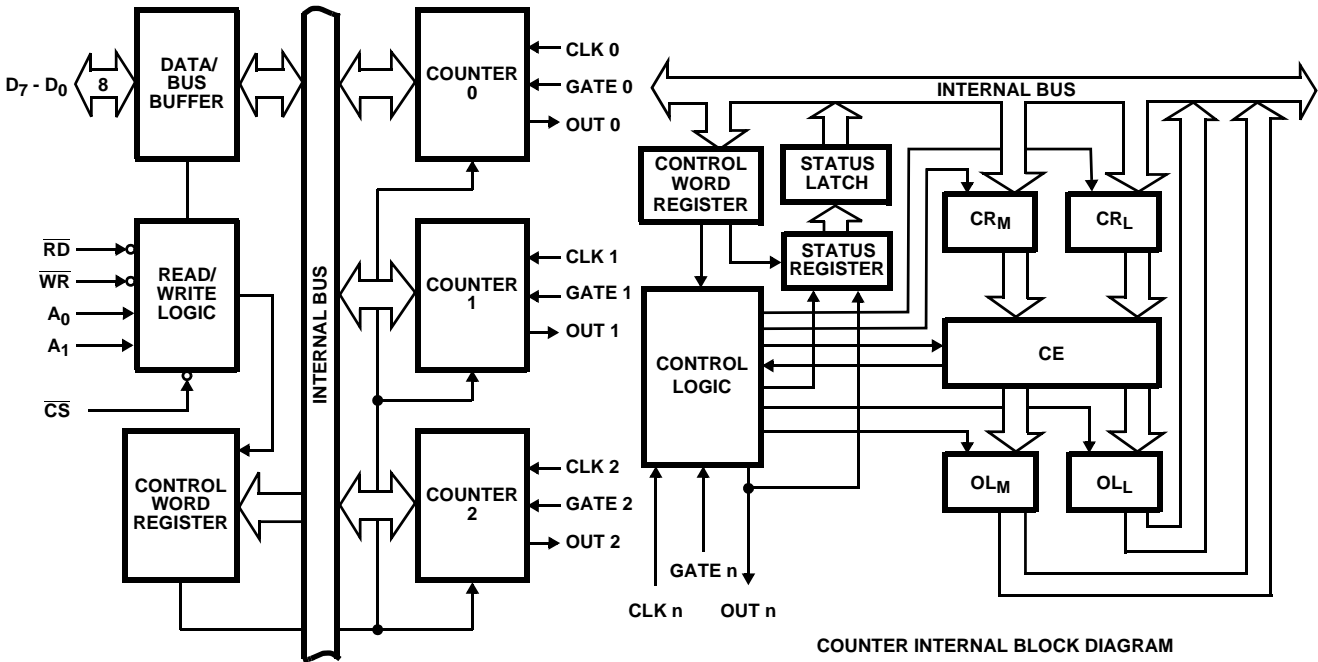 D7 - D0
8
DATA/
BUS
BUFFER
RD
WR
A0
A1
CS
READ/
WRITE
LOGIC
CONTROL
WORD
REGISTER
INTERNAL BUS
COUNTER
0
CLK 0
GATE 0
OUT 0
COUNTER
1
CLK 1
GATE 1
OUT 1
COUNTER
2
CLK 2
GATE 2
OUT 2
INTERNAL BUS
CONTROL
WORD
REGISTER
STATUS
LATCH
STATUS
REGISTER
CRM
CRL
CONTROL
LOGIC
CE
OLM
OLL
GATE n
CLK n
OUT n
COUNTER INTERNAL BLOCK DIAGRAM